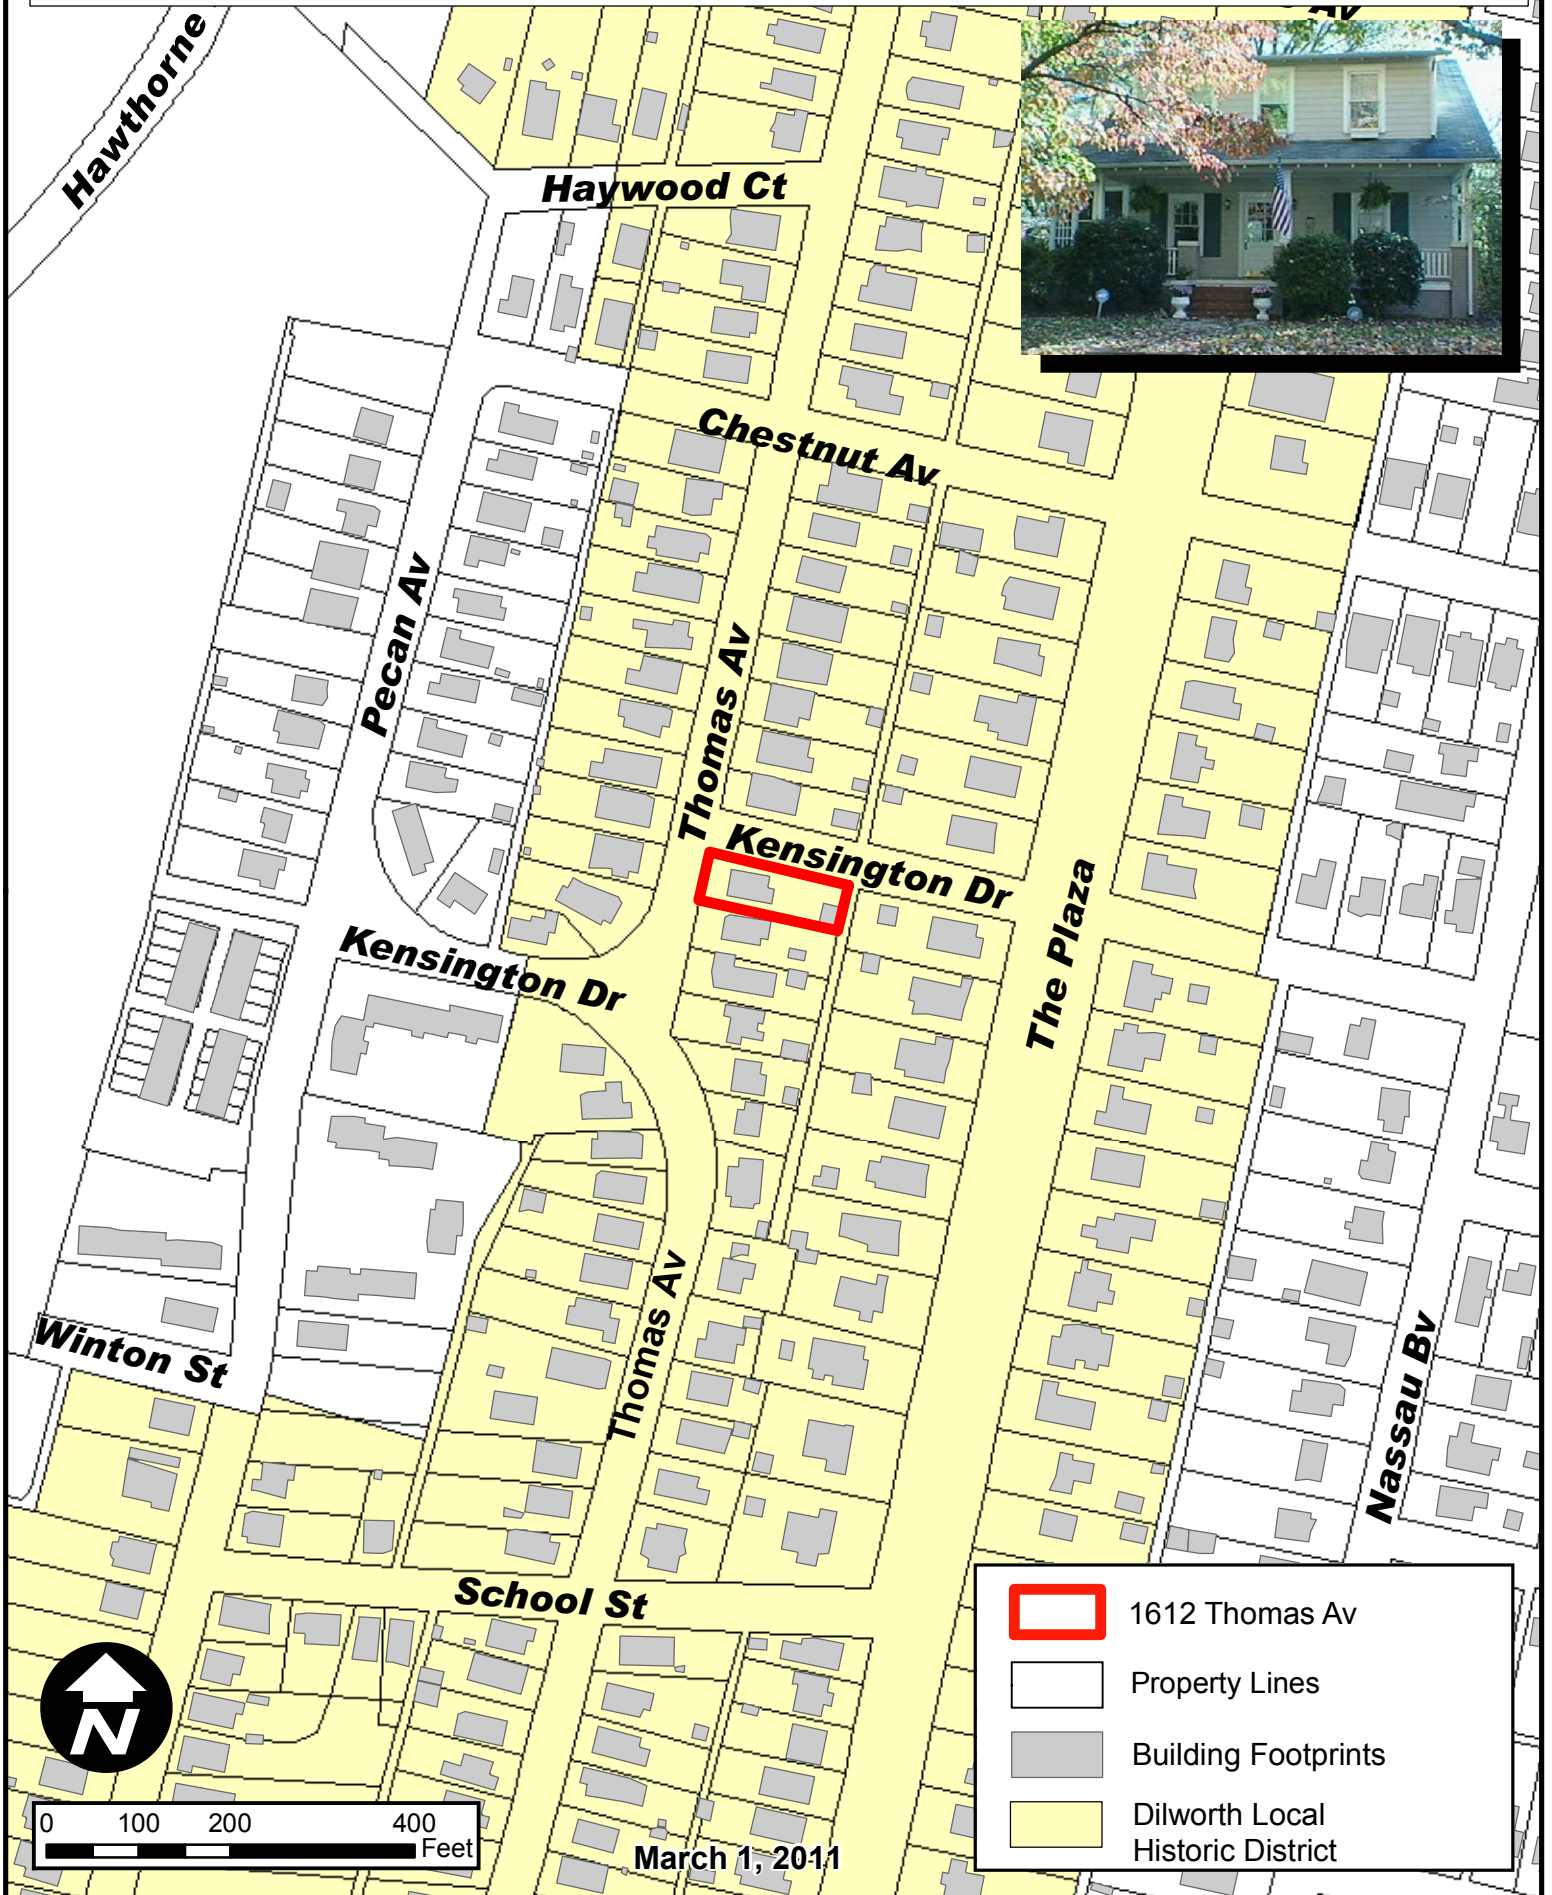 Av
Hawthorne
Haywood Ct
Chestnut Av
Pecan Av
Thomas Av
Kensington Dr
The Plaza
Kensington Dr
Thomas Av
Winton St
Nassau Bv
School St
1612 Thomas Av
Property Lines
Building Footprints
Dilworth Local
Historic District
N
0 100 200 400
Feet
March 1, 2011